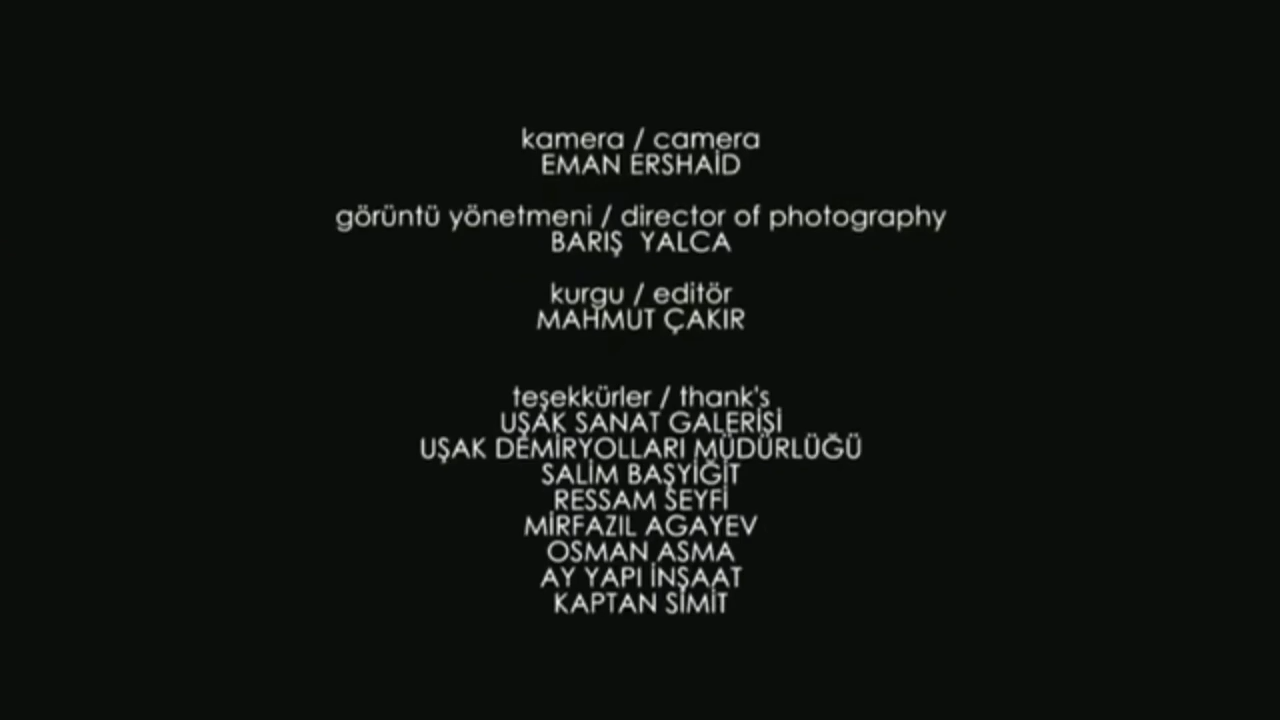 kamera / camera
EMAN ERSHAİD
görüntü yönetmeni / director of photography
BARIŞ YALCA
kurgu / editör
MAHMUT ÇAKIR
teşekkürler / thank's
UŞAK SANAT GALERİŞİ
UŞAK DEMİRYOLLARI MÜDÜRLÜĞÜ
SALİM BAŞYİĞİT
RESSAM SEYFİ
MİRFAZIL AGAYEV
OSMAN ASMA
AY YAPI İNŞAAT
KAPTAN SİMİT